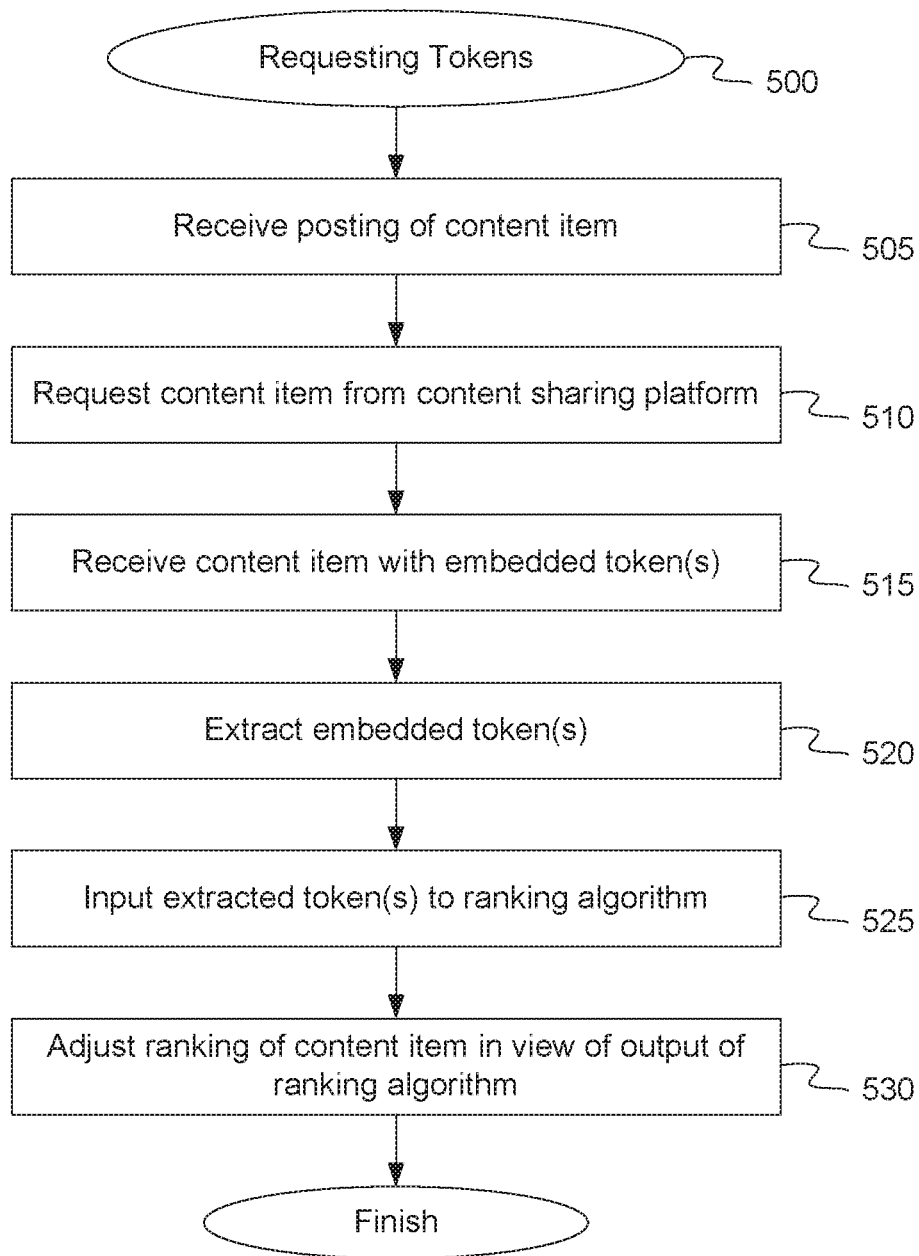 Requesting Tokens
500
Receive posting of content item
505
Request content item from content sharing platform
510
Receive content item with embedded token(s)
515
Extract embedded token(s)
520
Input extracted token(s) to ranking algorithm
525
Adjust ranking of content item in view of output of
ranking algorithm
530
Finish